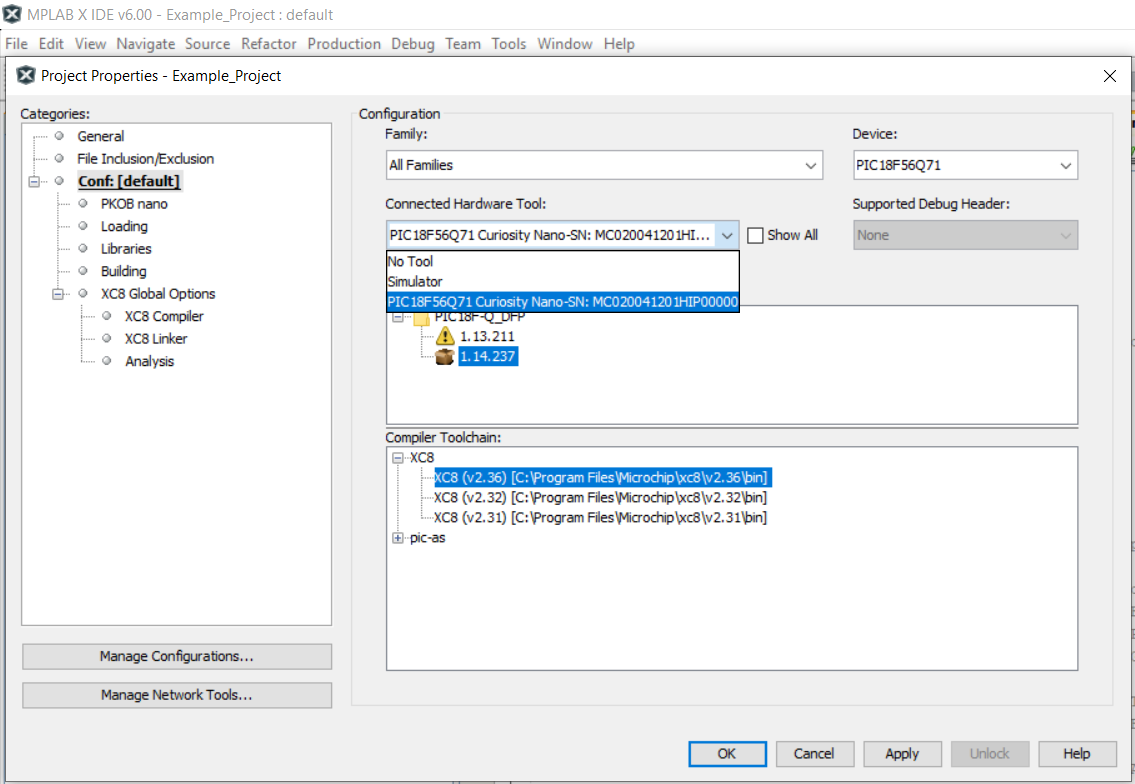 MPLAB X IDE v6.00 - Example_Project : default
File Edit View Navigate Source Refactor Production Debug Team Tools Window Help
Project Properties - Example_Project
Categories:
General
File Inclusion/Exclusion
Conf: [default]
PKOB nano
Loading
Libraries
Building
XC8 Global Options
XC8 Compiler
XC8 Linker
Analysis
Manage Configurations...
Manage Network Tools...
Configuration
Family:
Device:
All Families
PIC18F56Q71
Connected Hardware Tool:
Supported Debug Header:
PIC18F56Q71 Curiosity Nano-SN: MC020041201HI...
Show All
None
No Tool
Simulator
PIC18F56Q71 Curiosity Nano-SN: MC020041201HIP00000
PIC18F-Q_DFP
1.13.211
1.14.237
Compiler Toolchain:
XC8
XC8 (v2.36) [C:\Program Files\Microchip\xc8\v2.36\bin]
XC8 (v2.32) [C:\Program Files\Microchip\xc8\v2.32\bin]
XC8 (v2.31) [C:\Program Files\Microchip\xc8\v2.31\bin]
pic-as
OK Cancel Apply Unlock Help